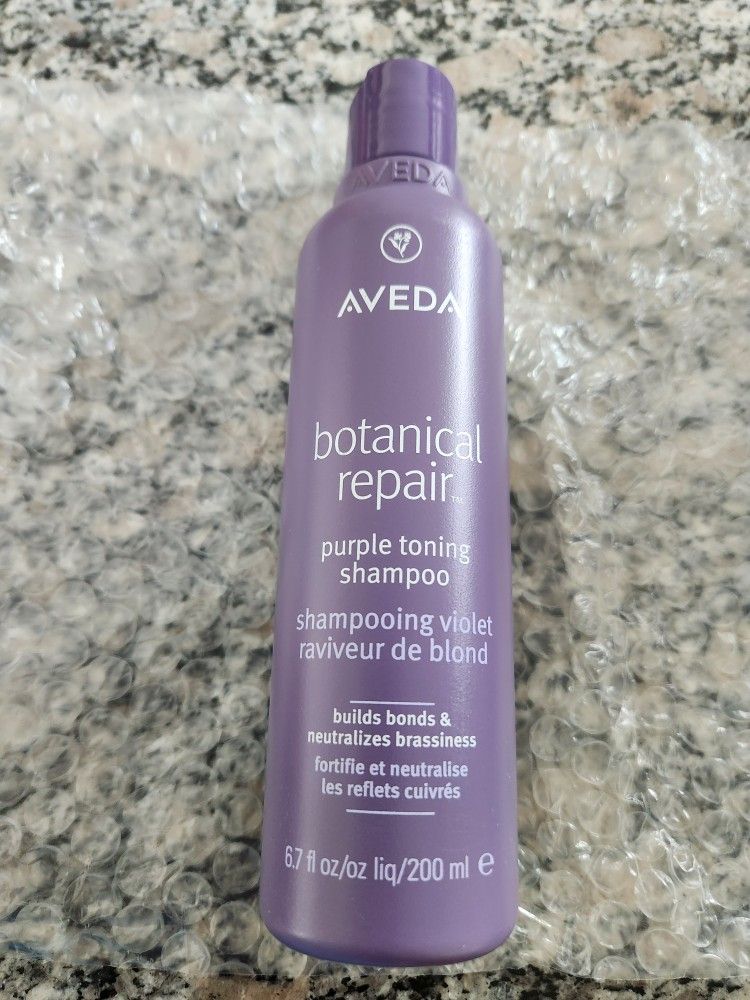 AVEDA
AVEDA
botanical
repair™
purple toning
shampoo
shampooing violet
raviveur de blond
builds bonds &
neutralizes brassiness
fortifie et neutralise
les reflets cuivrés
6.7 fl oz/oz liq/200 ml ℮